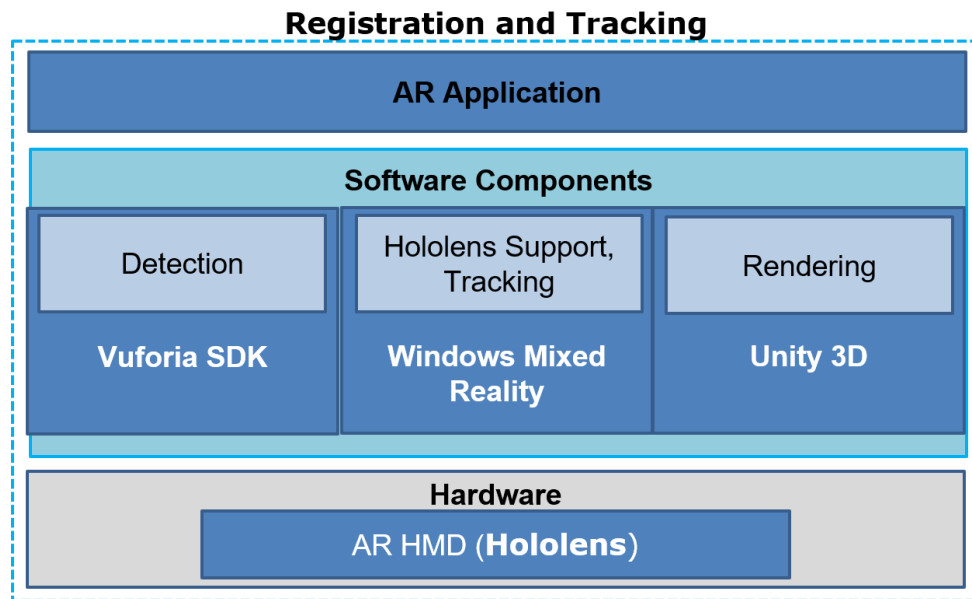 Registration and Tracking
AR Application
Software Components
Detection
Vuforia SDK
Hololens Support,
Tracking
Windows Mixed
Reality
Rendering
Unity 3D
Hardware
AR HMD (Hololens)